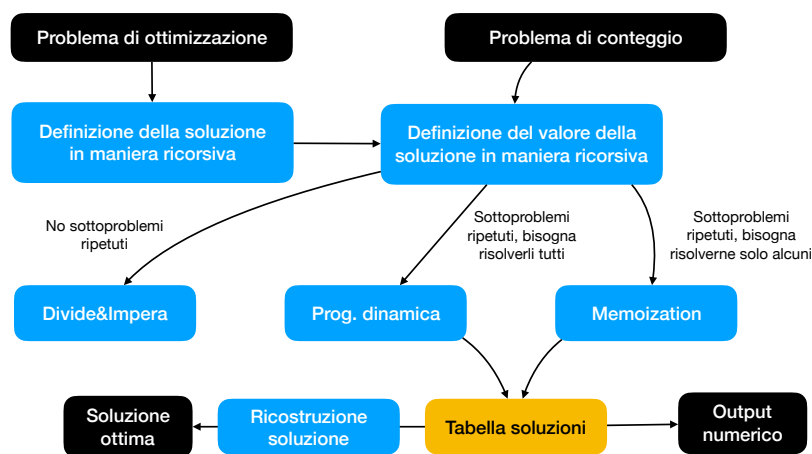 Problema di ottimizzazione
Problema di conteggio
Definizione della soluzione
in maniera ricorsiva
Definizione del valore della
soluzione in maniera ricorsiva
No sottoproblemi
ripetuti
Sottoproblemi
ripetuti, bisogna
risolverli tutti
Sottoproblemi
ripetuti, bisogna
risolverne solo alcuni
Divide&Impera
Prog. dinamica
Memoization
Soluzione
ottima
Ricostruzione
soluzione
Tabella soluzioni
Output
numerico